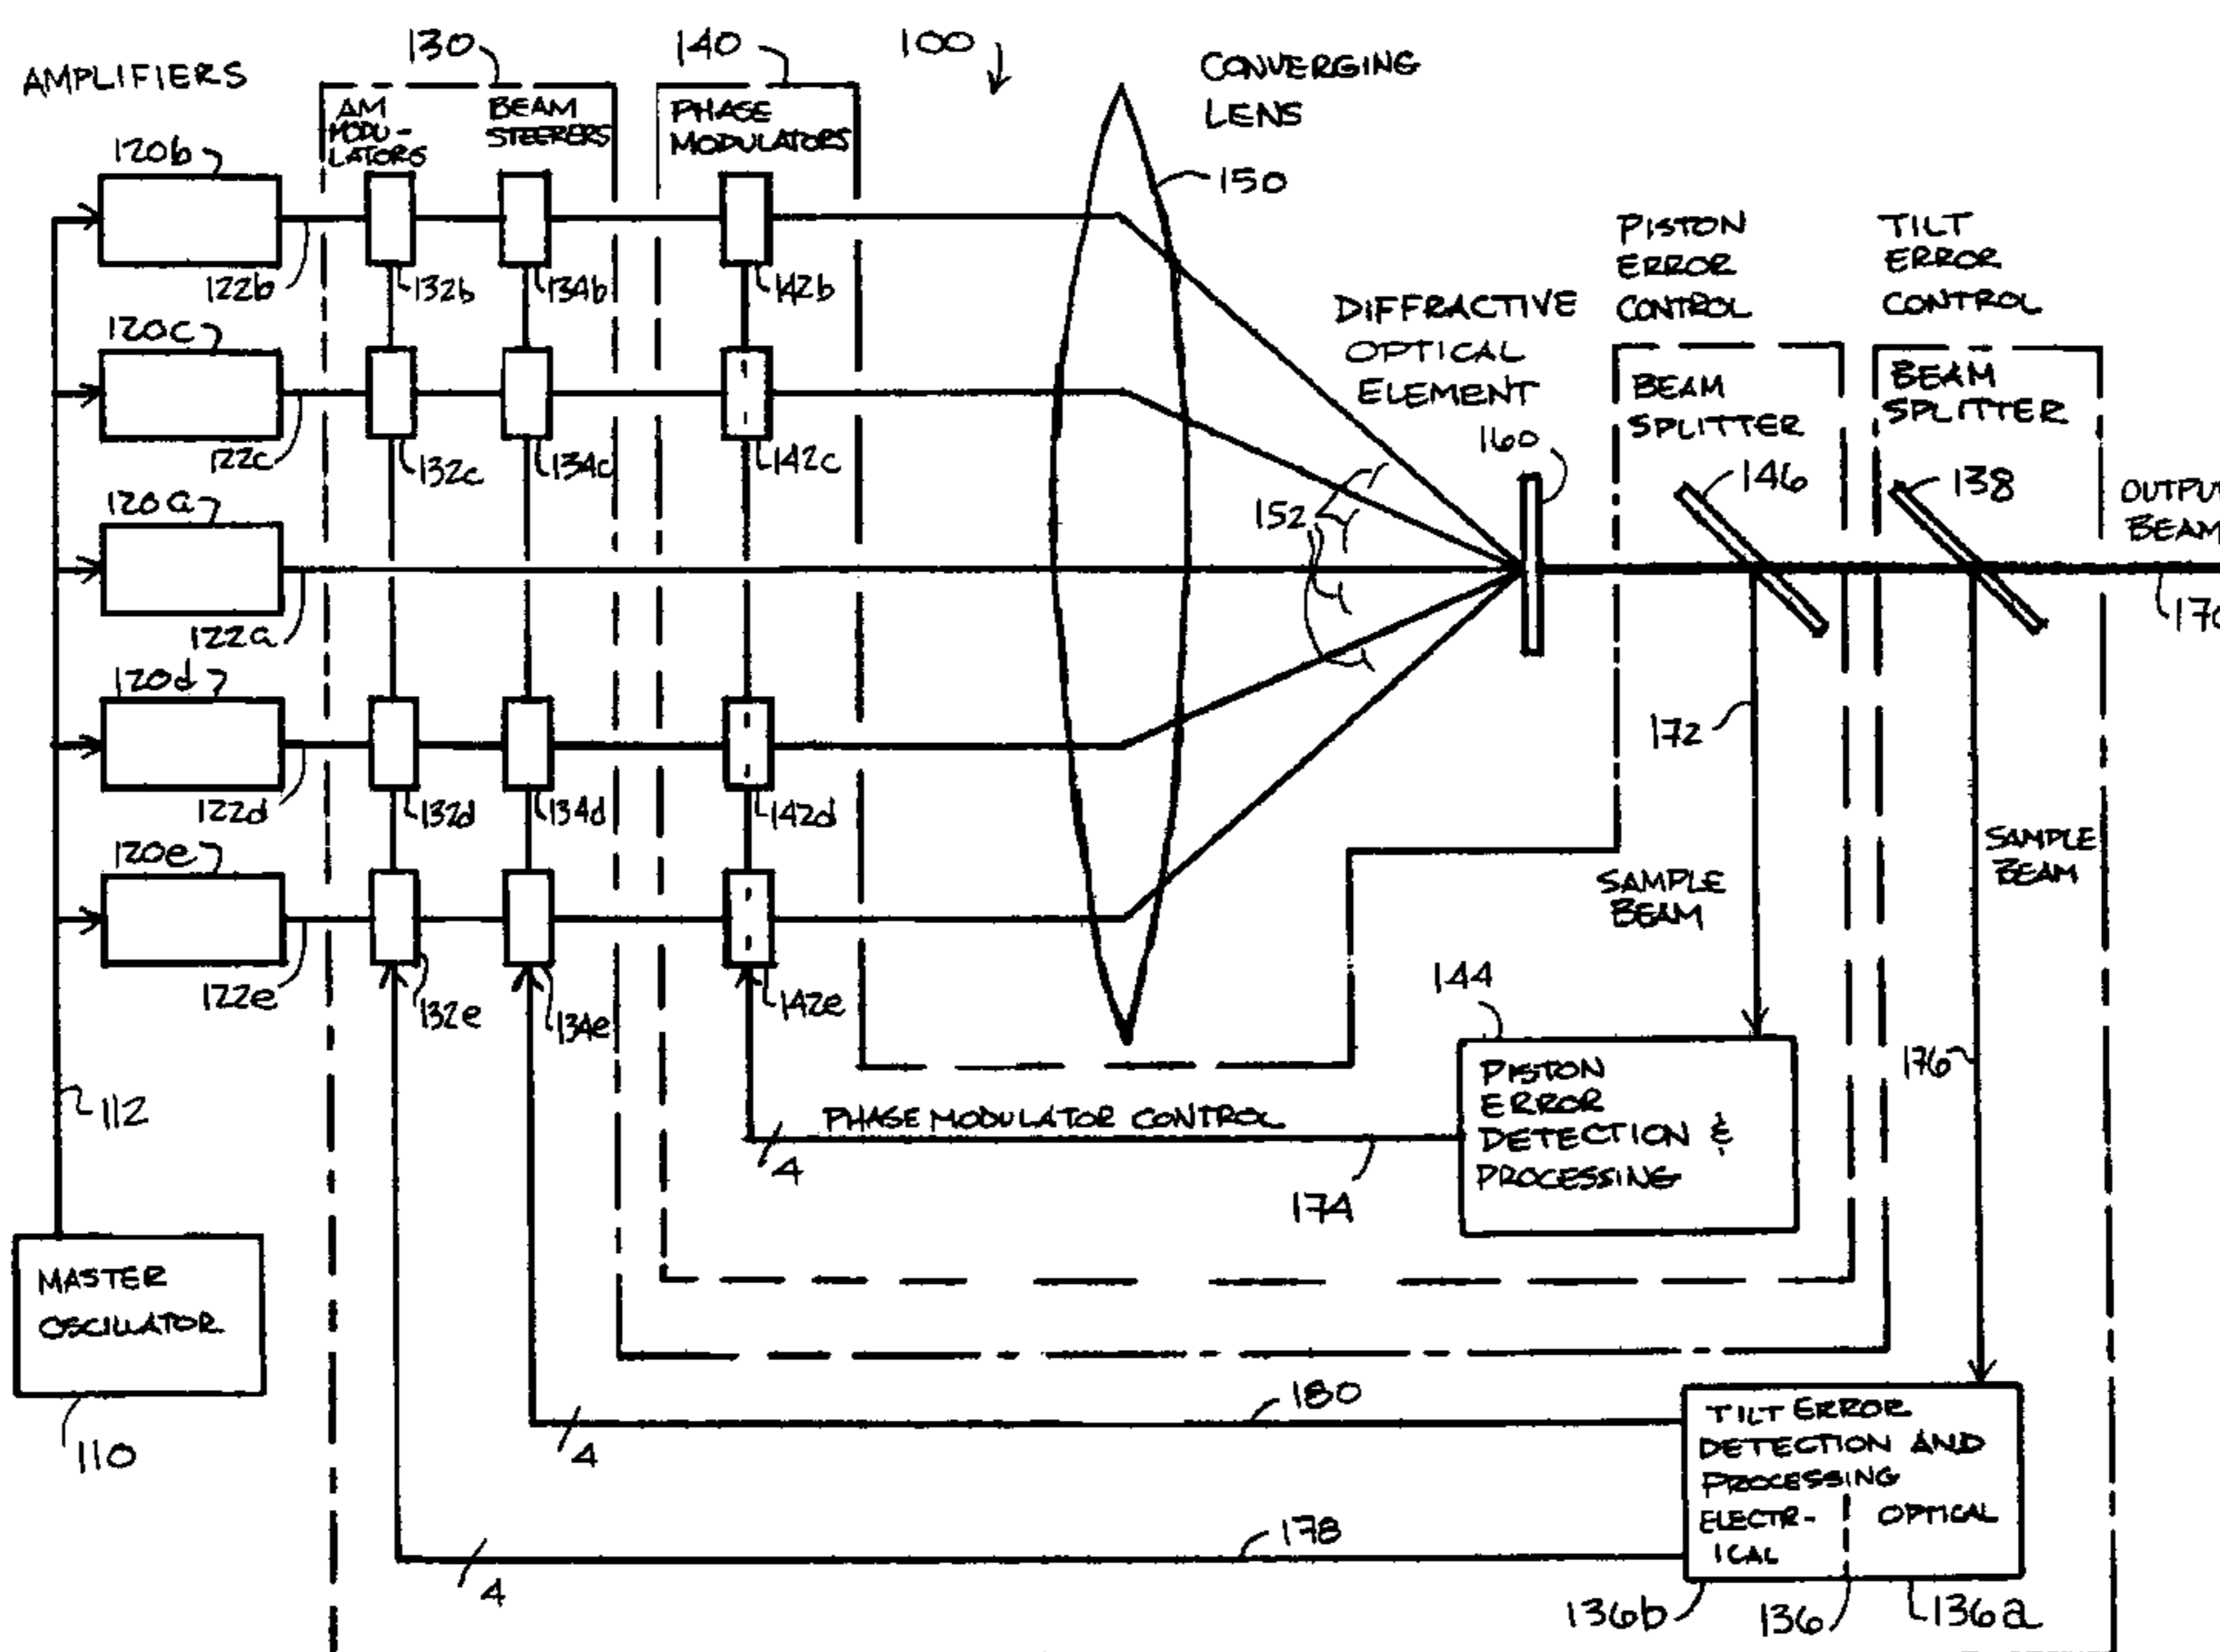 AMPLIFIERS
130
140
100
CONVERGING
LENS
AM
MODU-
LATORS
BEAM
STEERERS
PHASE
MODULATORS
150
120b
122b
132b
134b
142b
120c
122c
132c
134c
142c
120a
122a
120d
122d
132d
134d
142d
120e
122e
132e
134e
142e
DIFFRACTIVE
OPTICAL
ELEMENT
160
152
PISTON
ERROR
CONTROL
BEAM
SPLITTER
146
TILT
ERROR
CONTROL
BEAM
SPLITTER
138
OUTPUT
BEAM
172
SAMPLE
BEAM
176
SAMPLE
BEAM
144
PISTON
ERROR
DETECTION &
PROCESSING
PHASE MODULATOR CONTROL
4
174
112
MASTER
OSCILLATOR
110
180
4
178
4
TILT ERROR
DETECTION AND
PROCESSING
ELECTR-
ICAL
OPTICAL
136b
136
136a